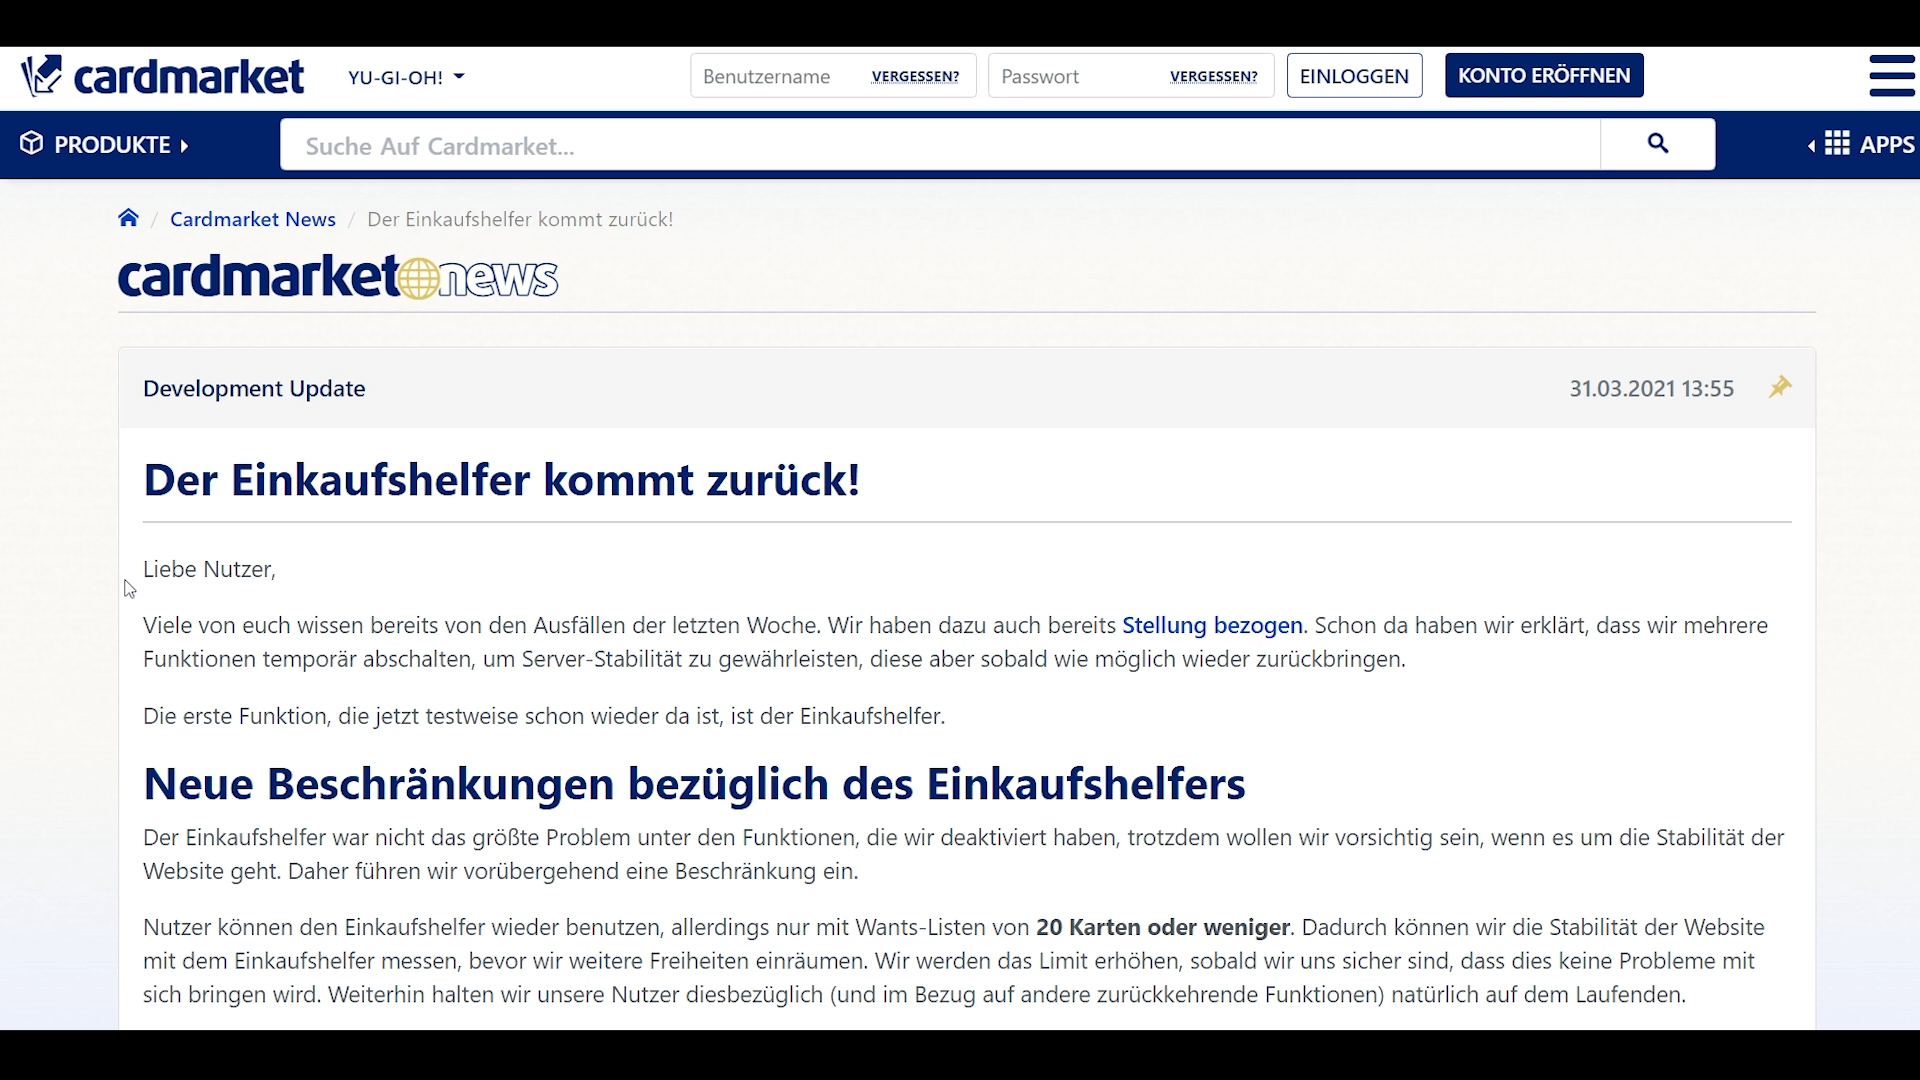 cardmarket YU-GI-OH! Benutzername VERGESSEN? Passwort VERGESSEN? EINLOGGEN KONTO ERÖFFNEN
PRODUKTE Suche Auf Cardmarket... APPS
/ Cardmarket News / Der Einkaufshelfer kommt zurück!
cardmarket news
Development Update 31.03.2021 13:55
Der Einkaufshelfer kommt zurück!
Liebe Nutzer,
Viele von euch wissen bereits von den Ausfällen der letzten Woche. Wir haben dazu auch bereits Stellung bezogen. Schon da haben wir erklärt, dass wir mehrere
Funktionen temporär abschalten, um Server-Stabilität zu gewährleisten, diese aber sobald wie möglich wieder zurückbringen.
Die erste Funktion, die jetzt testweise schon wieder da ist, ist der Einkaufshelfer.
Neue Beschränkungen bezüglich des Einkaufshelfers
Der Einkaufshelfer war nicht das größte Problem unter den Funktionen, die wir deaktiviert haben, trotzdem wollen wir vorsichtig sein, wenn es um die Stabilität der
Website geht. Daher führen wir vorübergehend eine Beschränkung ein.
Nutzer können den Einkaufshelfer wieder benutzen, allerdings nur mit Wants-Listen von 20 Karten oder weniger. Dadurch können wir die Stabilität der Website
mit dem Einkaufshelfer messen, bevor wir weitere Freiheiten einräumen. Wir werden das Limit erhöhen, sobald wir uns sicher sind, dass dies keine Probleme mit
sich bringen wird. Weiterhin halten wir unsere Nutzer diesbezüglich (und im Bezug auf andere zurückkehrende Funktionen) natürlich auf dem Laufenden.